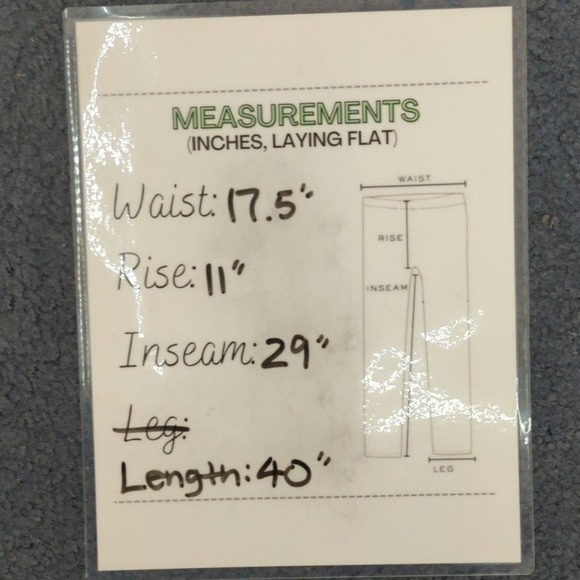 MEASUREMENTS
(INCHES, LAYING FLAT)
Waist: 17.5"
WAIST
RISE
Rise: 11"
INSEAM
Inseam: 29"
Leg:
Length: 40"
LEG